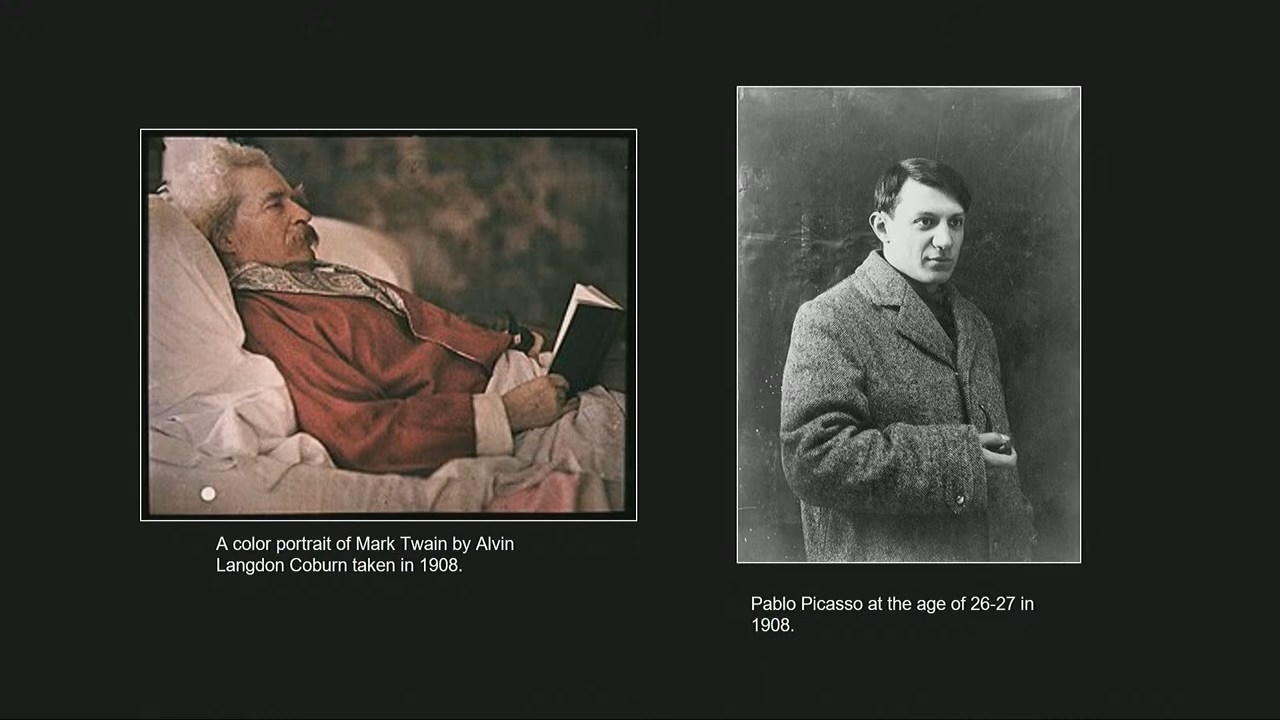 A color portrait of Mark Twain by Alvin
Langdon Coburn taken in 1908.
Pablo Picasso at the age of 26-27 in
1908.